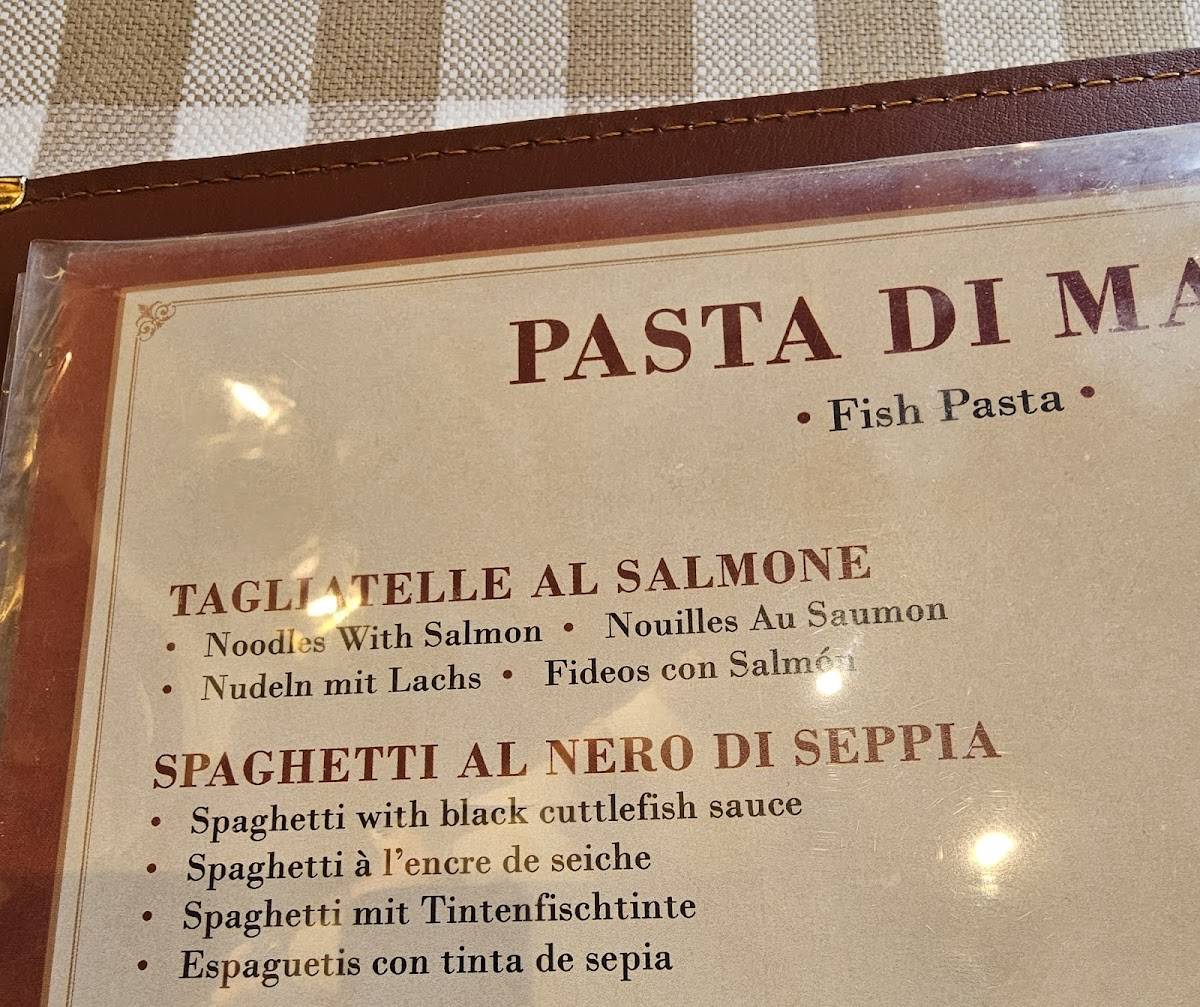 PASTA DI MA
• Fish Pasta •
TAGLIATELLE AL SALMONE
• Noodles With Salmon • Nouilles Au Saumon
• Nudeln mit Lachs • Fideos con Salmón
SPAGHETTI AL NERO DI SEPPIA
• Spaghetti with black cuttlefish sauce
• Spaghetti à l'encre de seiche
• Spaghetti mit Tintenfischtinte
• Espaguetis con tinta de sepia